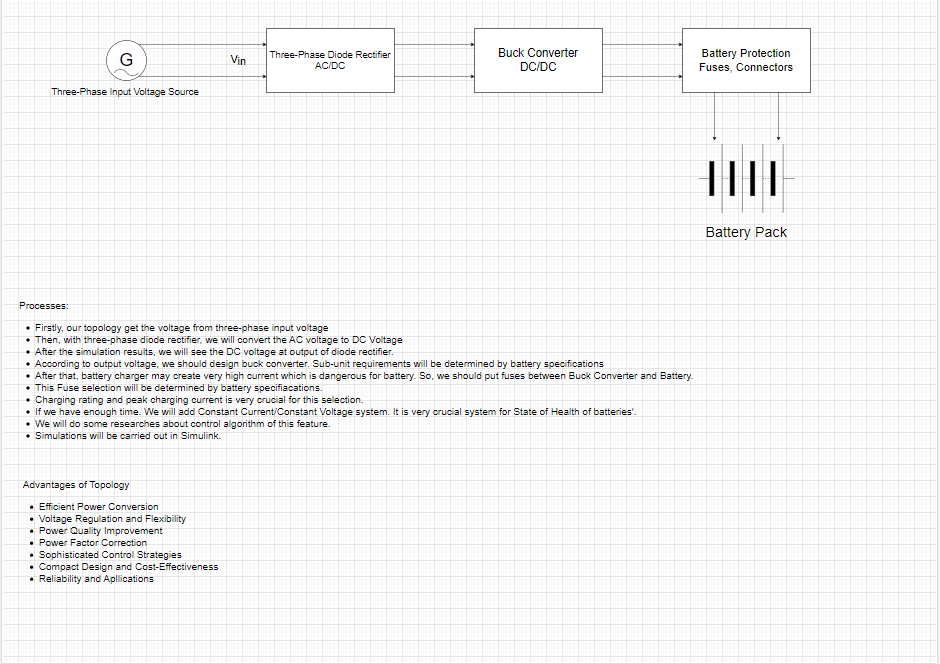 G
Vin
Three-Phase Input Voltage Source
Three-Phase Diode Rectifier
AC/DC
Buck Converter
DC/DC
Battery Protection
Fuses, Connectors
Battery Pack
Processes:
• Firstly, our topology get the voltage from three-phase input voltage
• Then, with three-phase diode rectifier, we will convert the AC voltage to DC Voltage
• After the simulation results, we will see the DC voltage at output of diode rectifier.
• According to output voltage, we should design buck converter. Sub-unit requirements will be determined by battery specifications
• After that, battery charger may create very high current which is dangerous for battery. So, we should put fuses between Buck Converter and Battery.
• This Fuse selection will be determined by battery specifiacations.
• Charging rating and peak charging current is very crucial for this selection.
• If we have enough time. We will add Constant Current/Constant Voltage system. It is very crucial system for State of Health of batteries'.
• We will do some researches about control algorithm of this feature.
• Simulations will be carried out in Simulink.
Advantages of Topology
• Efficient Power Conversion
• Voltage Regulation and Flexibility
• Power Quality Improvement
• Power Factor Correction
• Sophisticated Control Strategies
• Compact Design and Cost-Effectiveness
• Reliability and Apllications